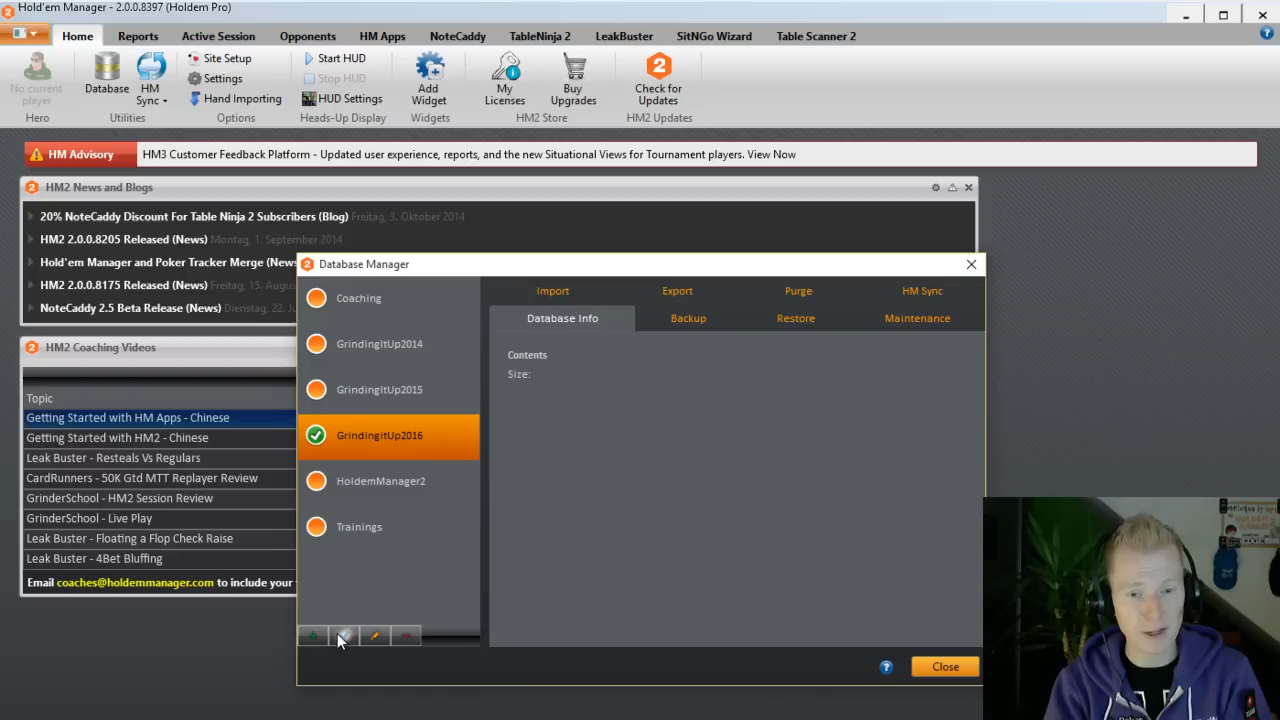 Hold'em Manager - 2.0.0.8397 (Holdem Pro)
Home Reports Active Session Opponents HM Apps NoteCaddy TableNinja 2 LeakBuster SitNGo Wizard Table Scanner 2
No current player
Hero
Database
HM Sync
Utilities
Site Setup
Settings
Hand Importing
Options
Start HUD
Stop HUD
HUD Settings
Heads-Up Display
Add Widget
Widgets
My Licenses
Buy Upgrades
HM2 Store
Check for Updates
HM2 Updates
HM Advisory
HM3 Customer Feedback Platform - Updated user experience, reports, and the new Situational Views for Tournament players. View Now
HM2 News and Blogs
20% NoteCaddy Discount For Table Ninja 2 Subscribers (Blog) Freitag, 3. Oktober 2014
HM2 2.0.0.8205 Released (News) Montag, 1. September 2014
Hold'em Manager and Poker Tracker Merge (News
HM2 2.0.0.8175 Released (News) Freitag, 15. Augus
NoteCaddy 2.5 Beta Release (News) Dienstag, 22. Ju
HM2 Coaching Videos
Topic
Getting Started with HM Apps - Chinese
Getting Started with HM2 - Chinese
Leak Buster - Resteals Vs Regulars
CardRunners - 50K Gtd MTT Replayer Review
GrinderSchool - HM2 Session Review
GrinderSchool - Live Play
Leak Buster - Floating a Flop Check Raise
Leak Buster - 4Bet Bluffing
Email coaches@holdemmanager.com to include your
Database Manager
Coaching
GrindingItUp2014
GrindingItUp2015
GrindingitUp2016
HoldemManager2
Trainings
Import Export Purge HM Sync
Database Info Backup Restore Maintenance
Contents
Size:
Close